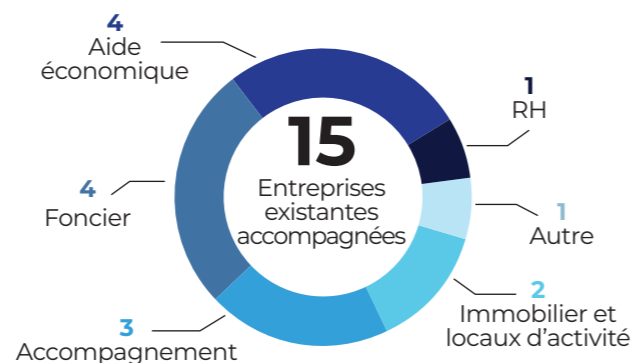 4
Aide
économique
1
RH
15
Entreprises
existantes
accompagnées
4
Foncier
1
Autre
2
Immobilier et
locaux d’activité
3
Accompagnement